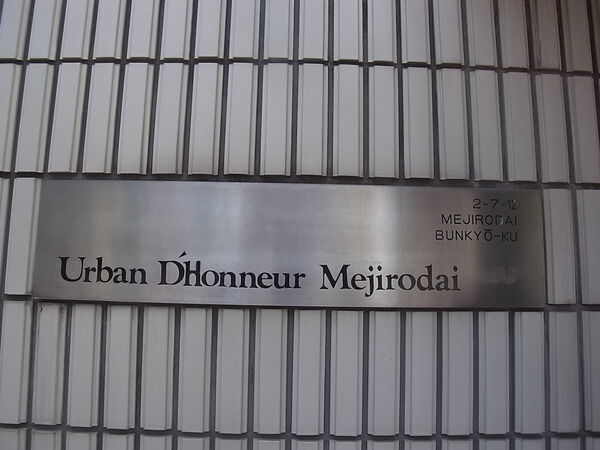 2-7-12
MEJIRODAI
BUNKYŌ-KU
Urban D'Honneur Mejirodai